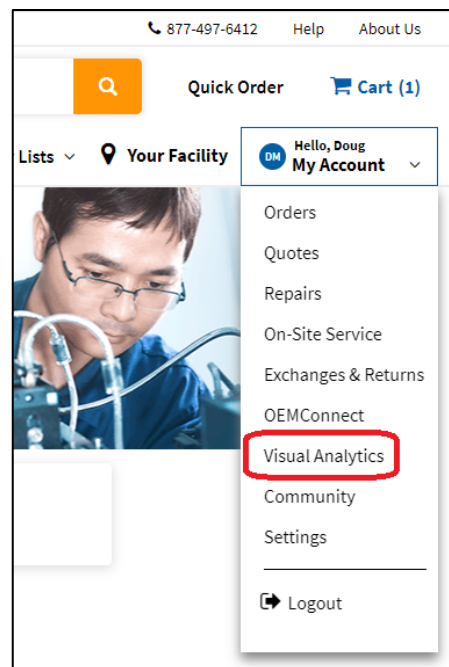 877-497-6412 Help About Us
Quick Order Cart (1)
Lists Your Facility DM Hello, Doug
My Account
Orders
Quotes
Repairs
On-Site Service
Exchanges & Returns
OEMConnect
Visual Analytics
Community
Settings
Logout